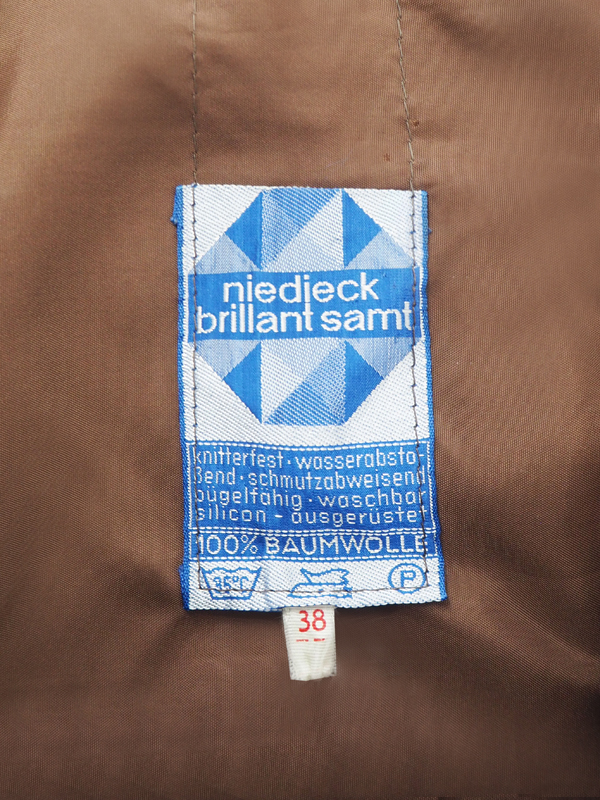 niedieck
brillant samt
knitterfest · wasserabsto-
ßend · schmutzabweisend
bügelfähig · waschbar
silicon - ausgerüstet
100% BAUMWOLLE
35°C P
38